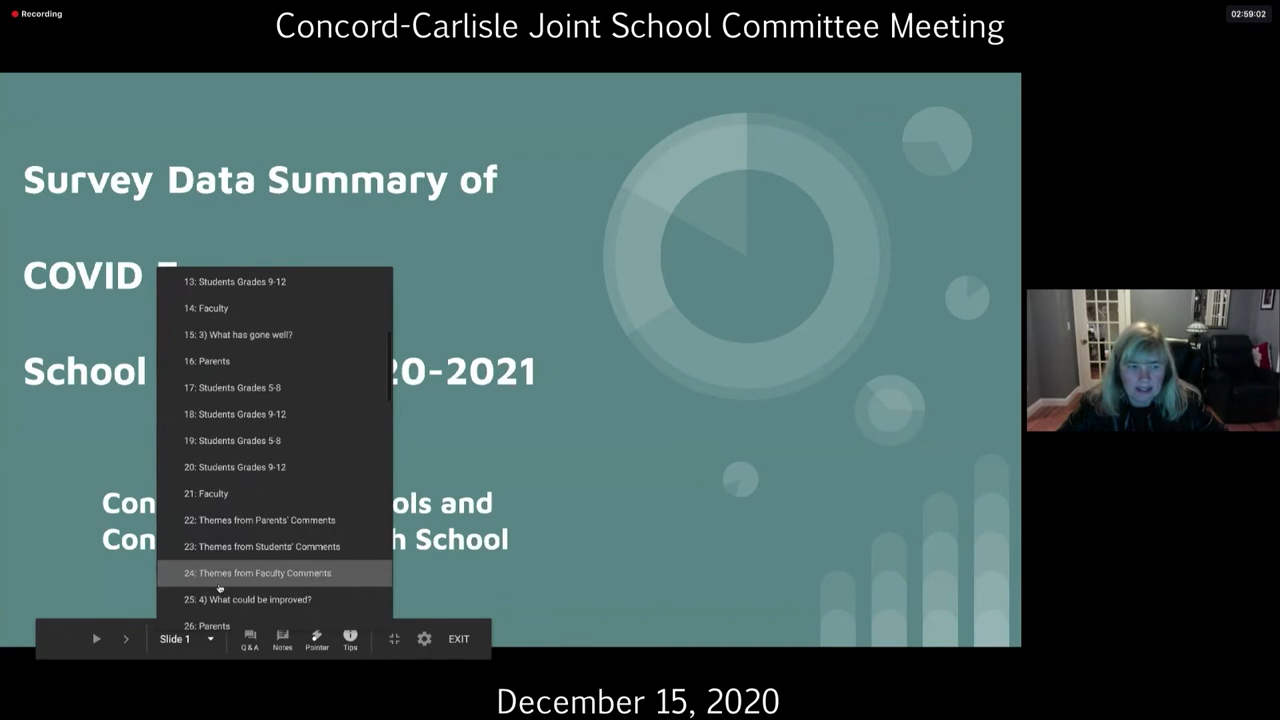 Recording
Concord-Carlisle Joint School Committee Meeting
02:59:02
Survey Data Summary of
COVID
School 20-2021
Con ols and
Con h School
13: Students Grades 9-12
14: Faculty
15: 3) What has gone well?
16: Parents
17: Students Grades 5-8
18: Students Grades 9-12
19: Students Grades 5-8
20: Students Grades 9-12
21: Faculty
22: Themes from Parents' Comments
23: Themes from Students' Comments
24: Themes from Faculty Comments
25: 4) What could be improved?
26: Parents
Slide 1
Q & A
Notes
Pointer
Tips
EXIT
December 15, 2020